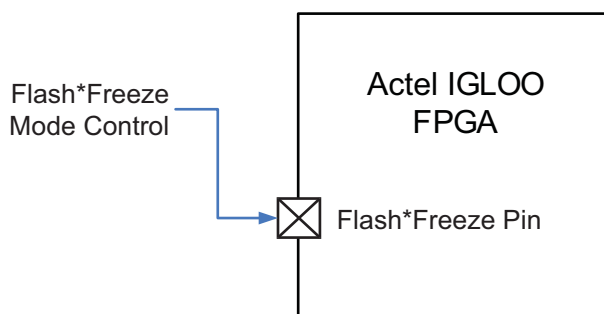 Flash*Freeze
Mode Control
Actel IGLOO
FPGA
Flash*Freeze Pin